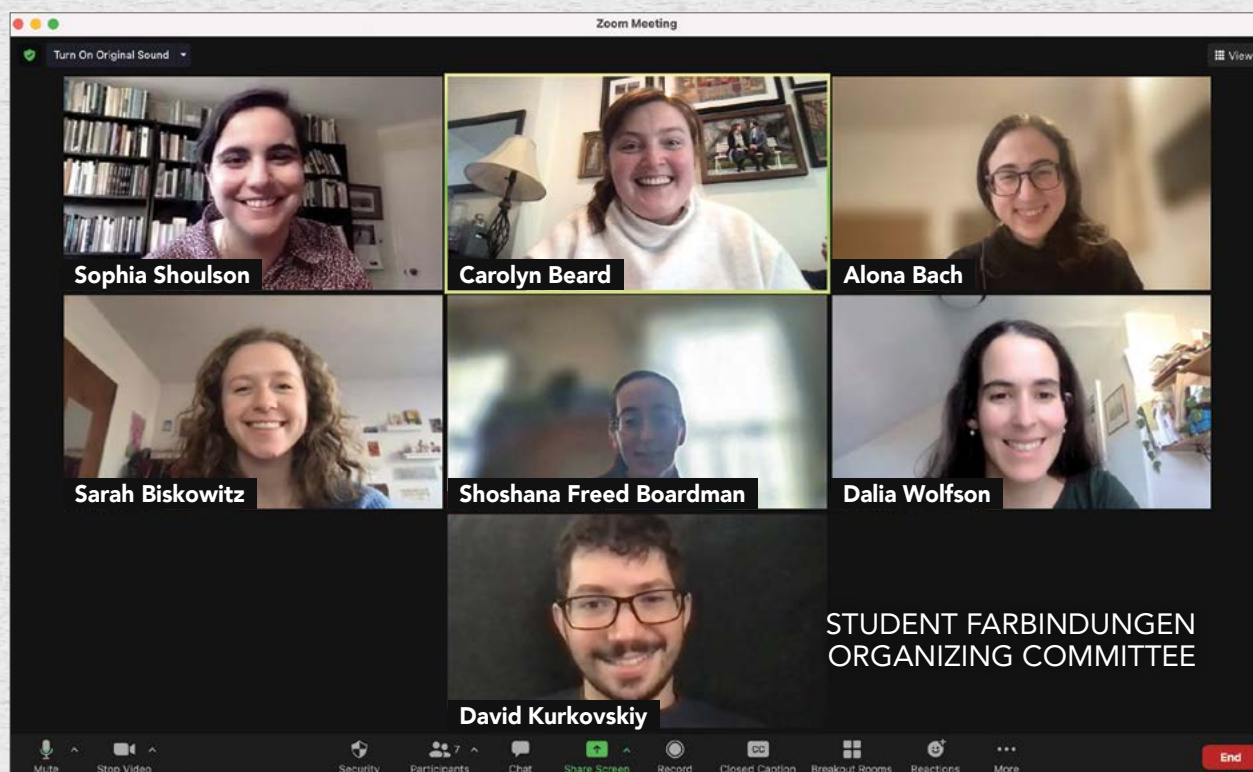 Zoom Meeting
Turn On Original Sound
View
Sophia Shoulson
Carolyn Beard
Alona Bach
Sarah Biskowitz
Shoshana Freed Boardman
Dalia Wolfson
STUDENT FARBINDUNGEN
ORGANIZING COMMITTEE
David Kurkovskiy
7
CC
Mute
Stop Video
Security
Participants
Chat
Share Screen
Record
Closed Caption
Breakout Rooms
Reactions
More
End